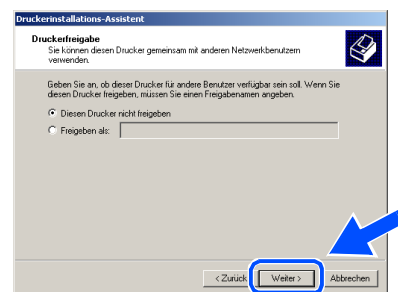 Druckerinstallations-Assistent
Druckerfreigabe
Sie können diesen Drucker gemeinsam mit anderen Netzwerkbenutzern
verwenden.
Geben Sie an, ob dieser Drucker für andere Benutzer verfügbar sein soll. Wenn Sie
diesen Drucker freigeben, müssen Sie einen Freigabenamen angeben.
Diesen Drucker nicht freigeben
Freigeben als:
< Zurück Weiter > Abbrechen